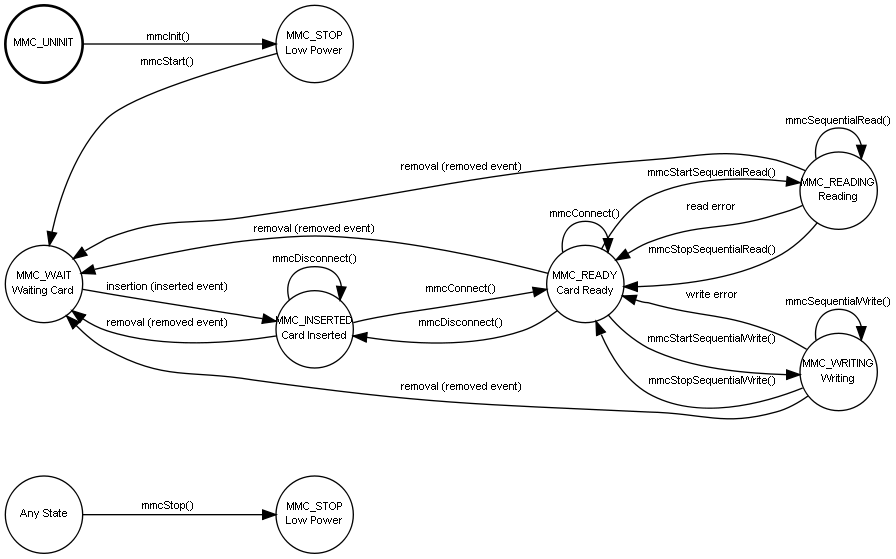 MMC_UNINIT
mmcInit()
MMC_STOP
Low Power
mmcStart()
mmcSequentialRead()
removal (removed event)
mmcStartSequentialRead()
MMC_READING
Reading
read error
mmcConnect()
removal (removed event)
mmcStopSequentialRead()
mmcDisconnect()
MMC_WAIT
Waiting Card
insertion (inserted event)
mmcConnect()
MMC_READY
Card Ready
write error
mmcSequentialWrite()
removal (removed event)
MMC_INSERTED
Card Inserted
mmcDisconnect()
mmcStartSequentialWrite()
MMC_WRITING
Writing
mmcStopSequentialWrite()
removal (removed event)
Any State
mmcStop()
MMC_STOP
Low Power